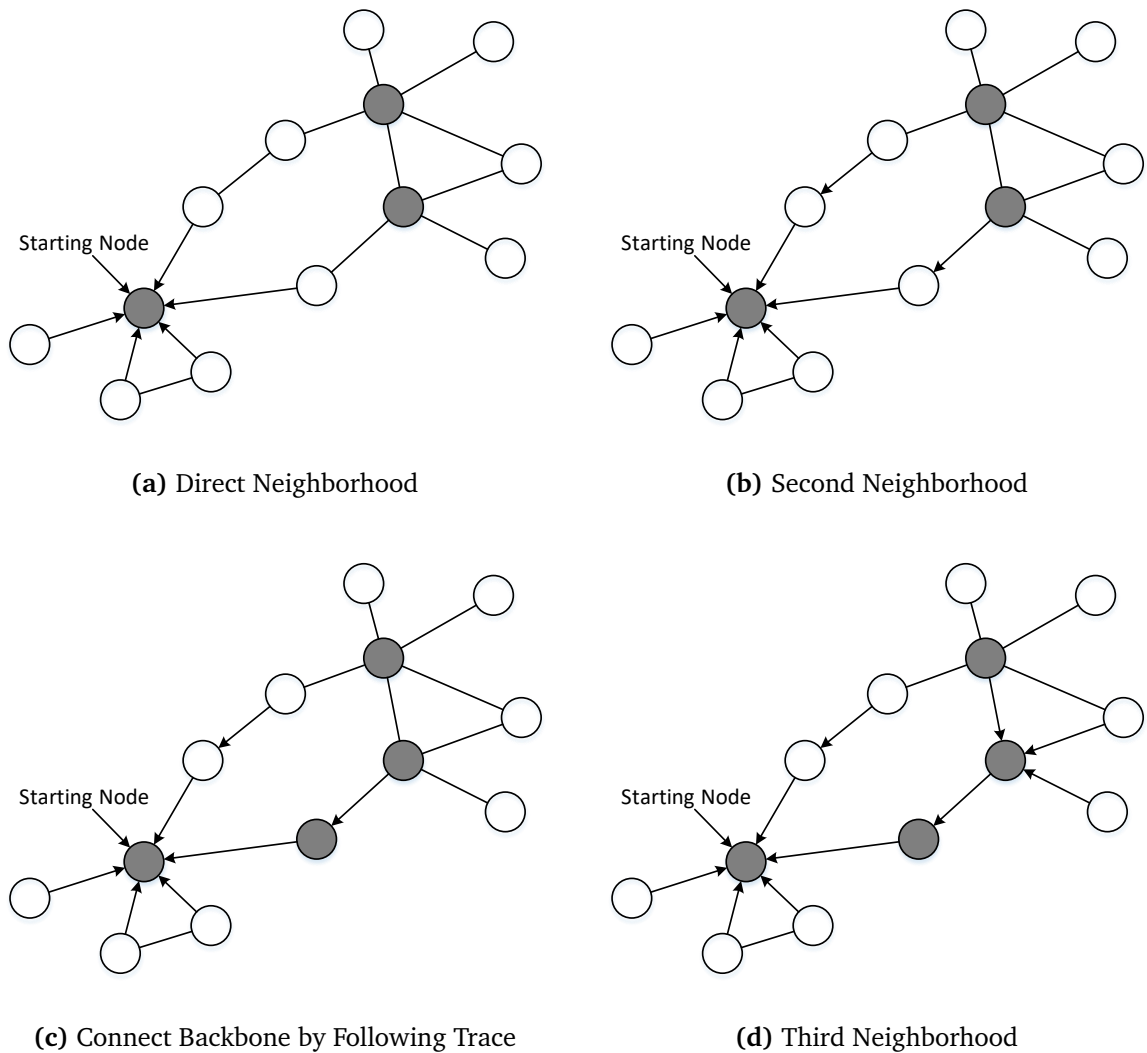 Starting Node
Starting Node
(a) Direct Neighborhood
(b) Second Neighborhood
Starting Node
Starting Node
(c) Connect Backbone by Following Trace
(d) Third Neighborhood